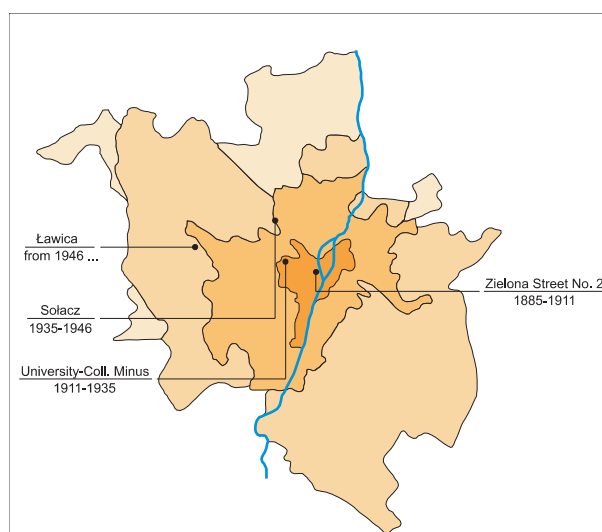 Ławica
from 1946 ...
Sołacz
1935-1946
University-Coll. Minus
1911-1935
Zielona Street No. 2
1885-1911